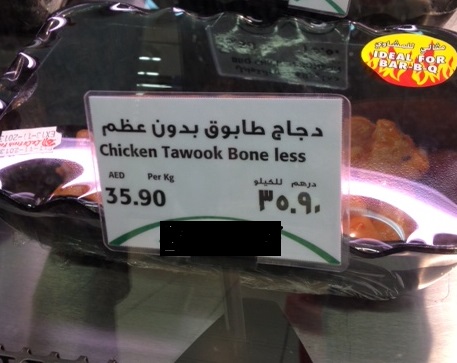 مثالي للشواء
IDEAL FOR
BAR-B-Q
دجاج طابوق بدون عظم
Chicken Tawook Bone less
AED Per Kg درهم للكيلو
35.90 ٣٥.٩٠